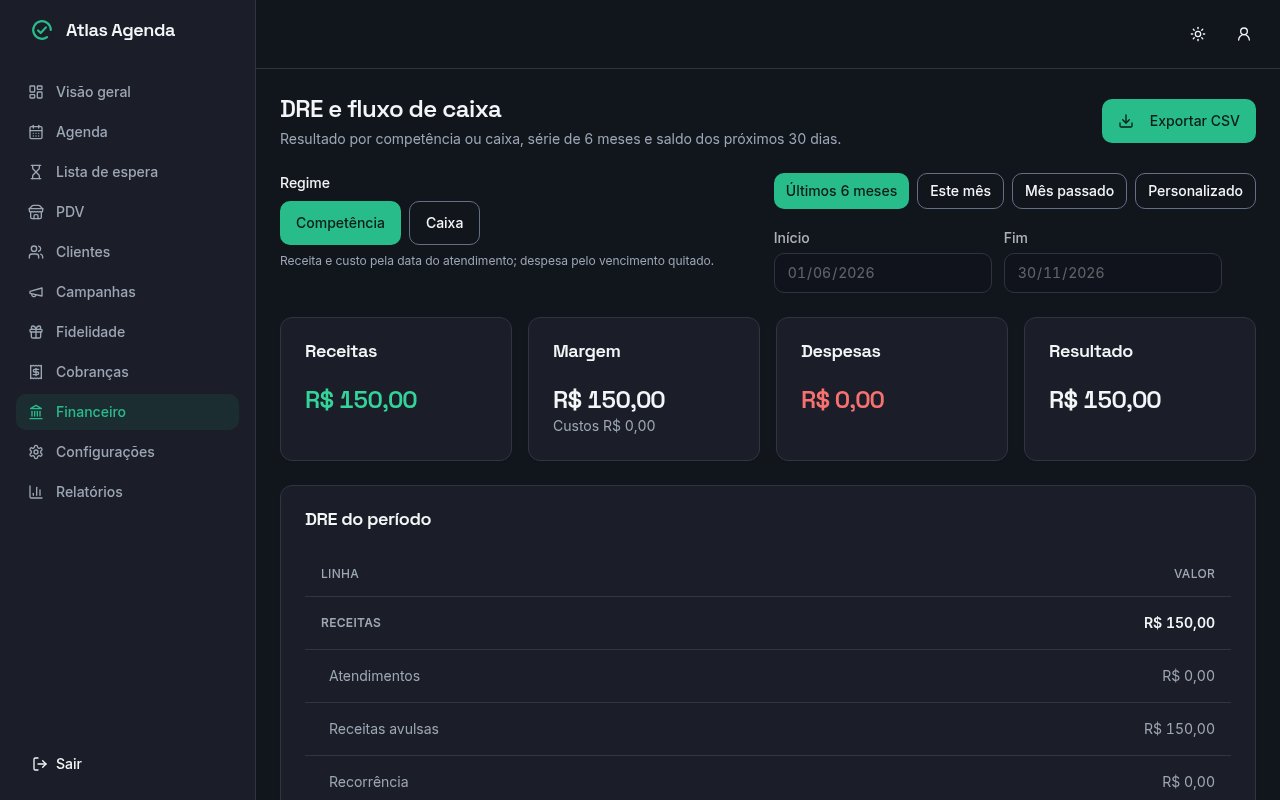 Atlas Agenda
Visão geral
Agenda
Lista de espera
PDV
Clientes
Campanhas
Fidelidade
Cobranças
Financeiro
Configurações
Relatórios
Sair
DRE e fluxo de caixa
Resultado por competência ou caixa, série de 6 meses e saldo dos próximos 30 dias.
Exportar CSV
Regime
Competência Caixa
Receita e custo pela data do atendimento; despesa pelo vencimento quitado.
Últimos 6 meses Este mês Mês passado Personalizado
Início Fim
01/06/2026 30/11/2026
Receitas
R$ 150,00
Margem
R$ 150,00
Custos R$ 0,00
Despesas
R$ 0,00
Resultado
R$ 150,00
DRE do período
LINHA VALOR
RECEITAS R$ 150,00
Atendimentos R$ 0,00
Receitas avulsas R$ 150,00
Recorrência R$ 0,00